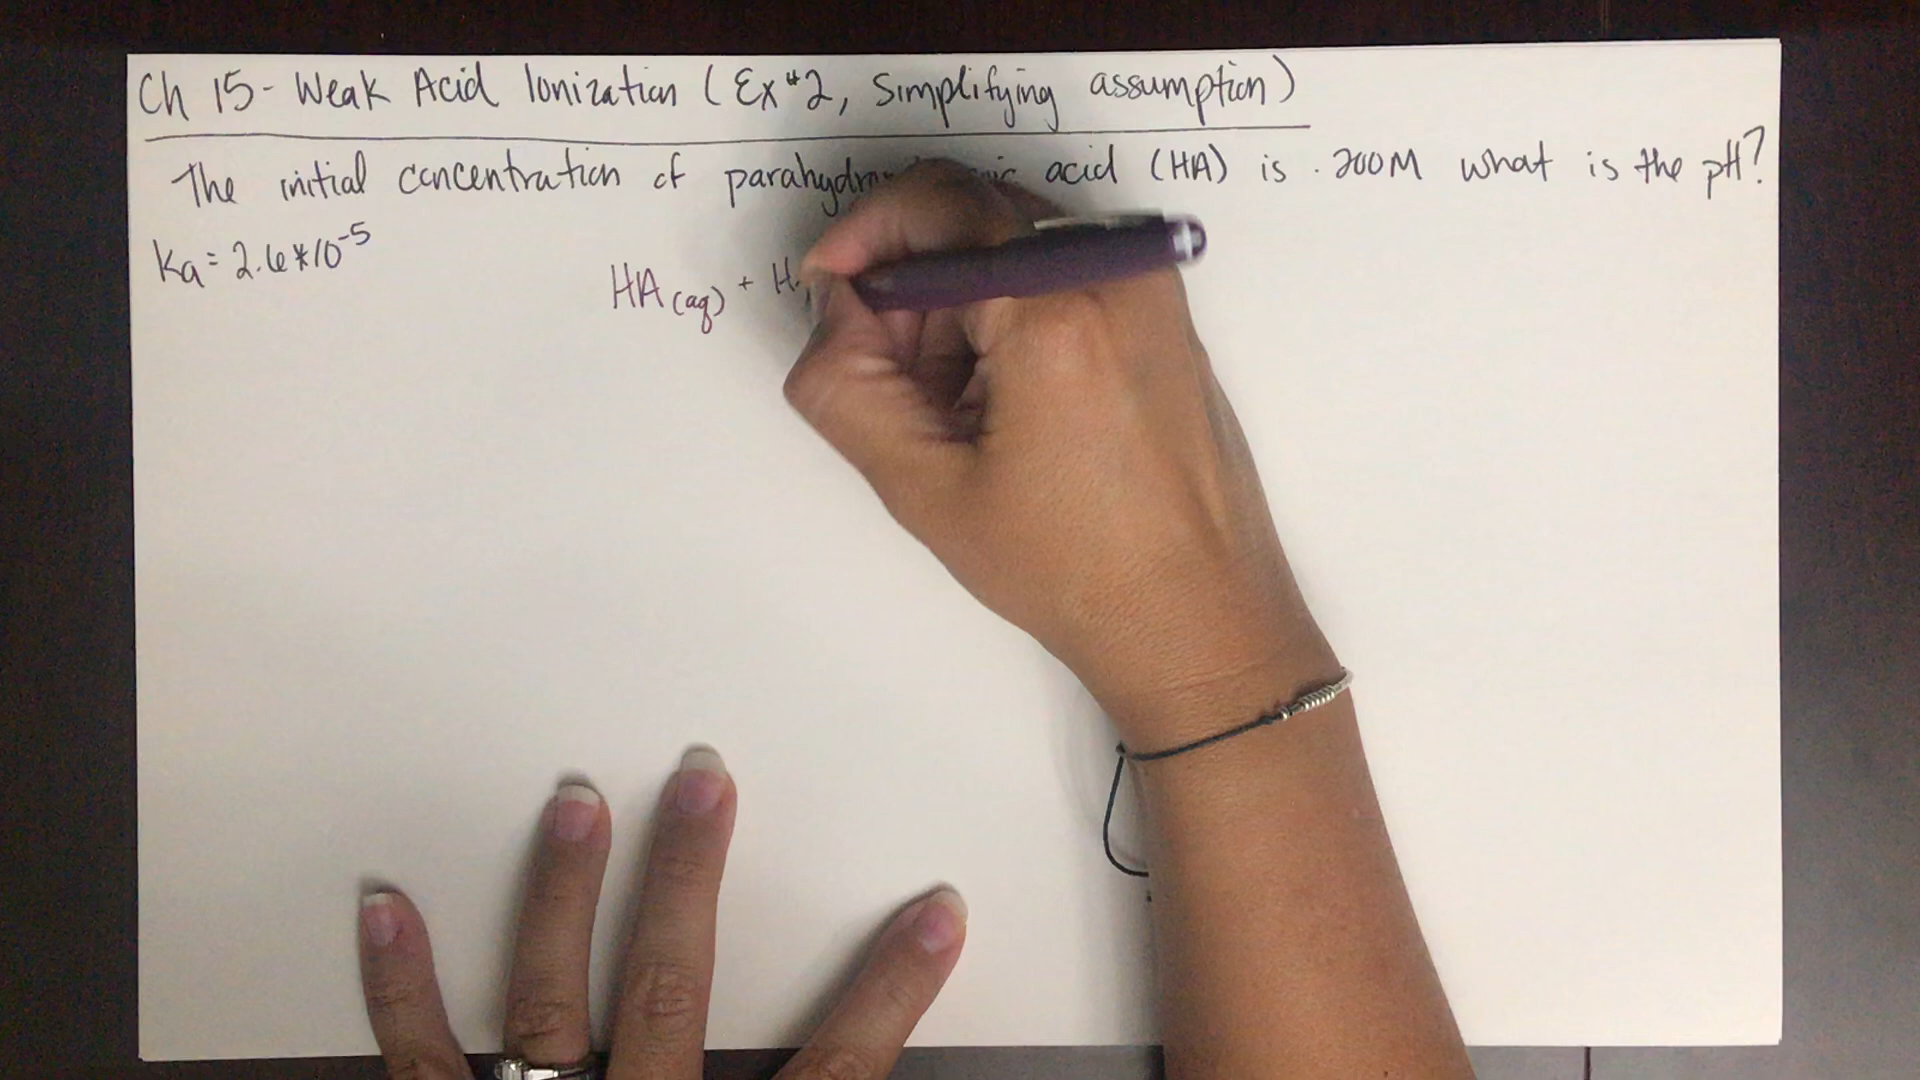 Ch 15- Weak Acid Ionization (Ex #2, Simplifying assumption)
The initial concentration of acid (HA) is .200M what is the pH?
Ka = 2.6*10⁻⁵
HA(aq) + H